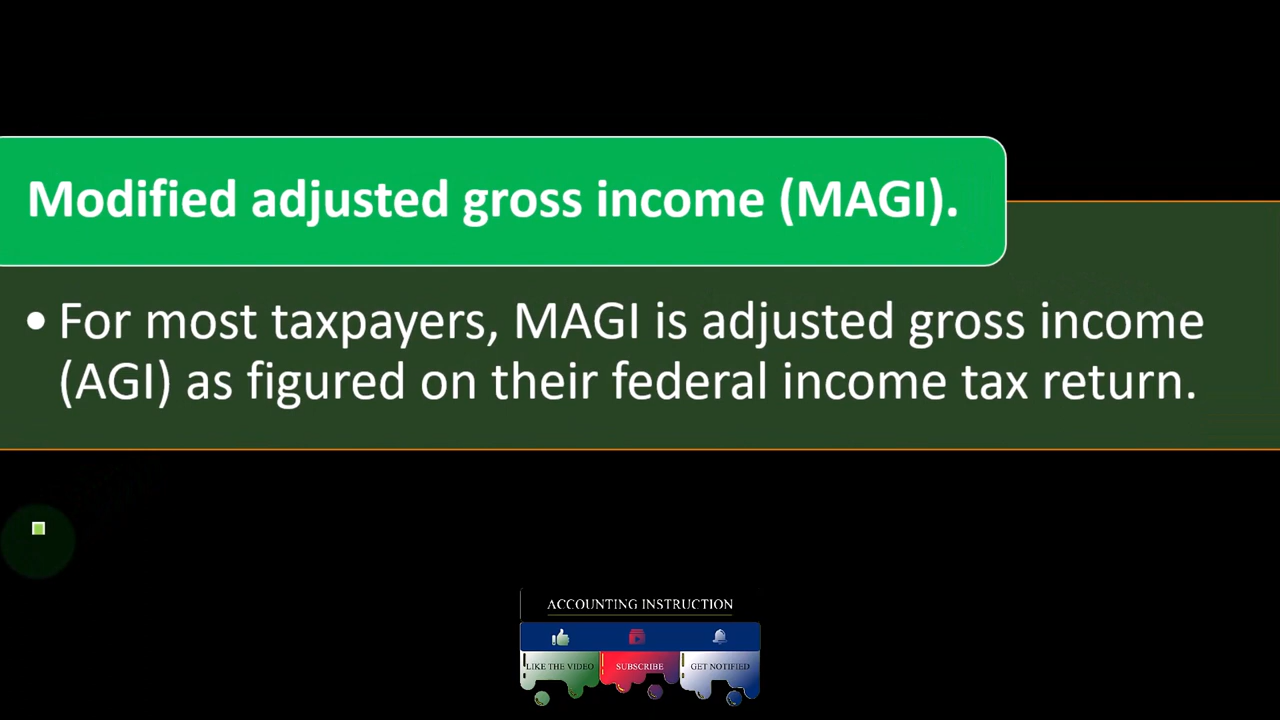 Modified adjusted gross income (MAGI).
• For most taxpayers, MAGI is adjusted gross income
(AGI) as figured on their federal income tax return.
ACCOUNTING INSTRUCTION
LIKE THE VIDEO SUBSCRIBE GET NOTIFIED